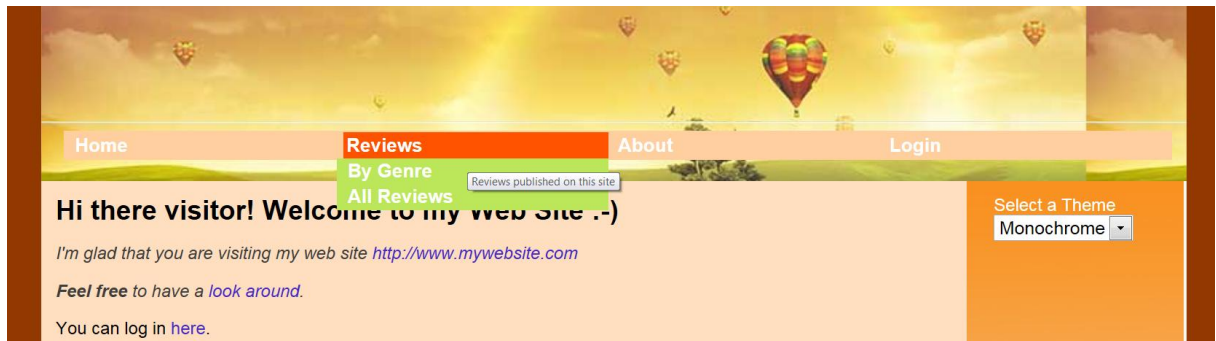 Home Reviews About Login
By Genre
Reviews published on this site
All Reviews
Hi there visitor! Welcome to my Web Site :-)
I'm glad that you are visiting my web site http://www.mywebsite.com
Feel free to have a look around.
You can log in here.
Select a Theme
Monochrome